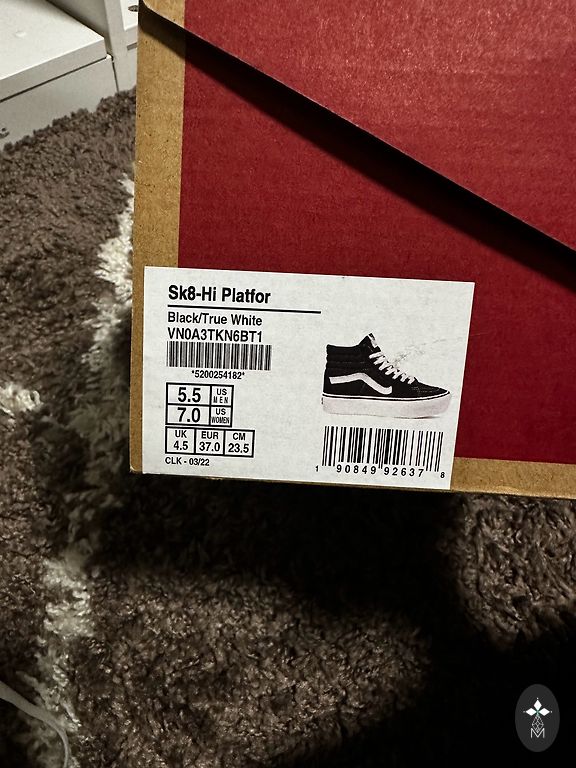 Sk8-Hi Platfor
Black/True White
VN0A3TKN6BT1
*5200254182*
5.5 US MEN
7.0 US WOMEN
UK 4.5 EUR 37.0 CM 23.5
CLK - 03/22
1 90849 92637 8
M